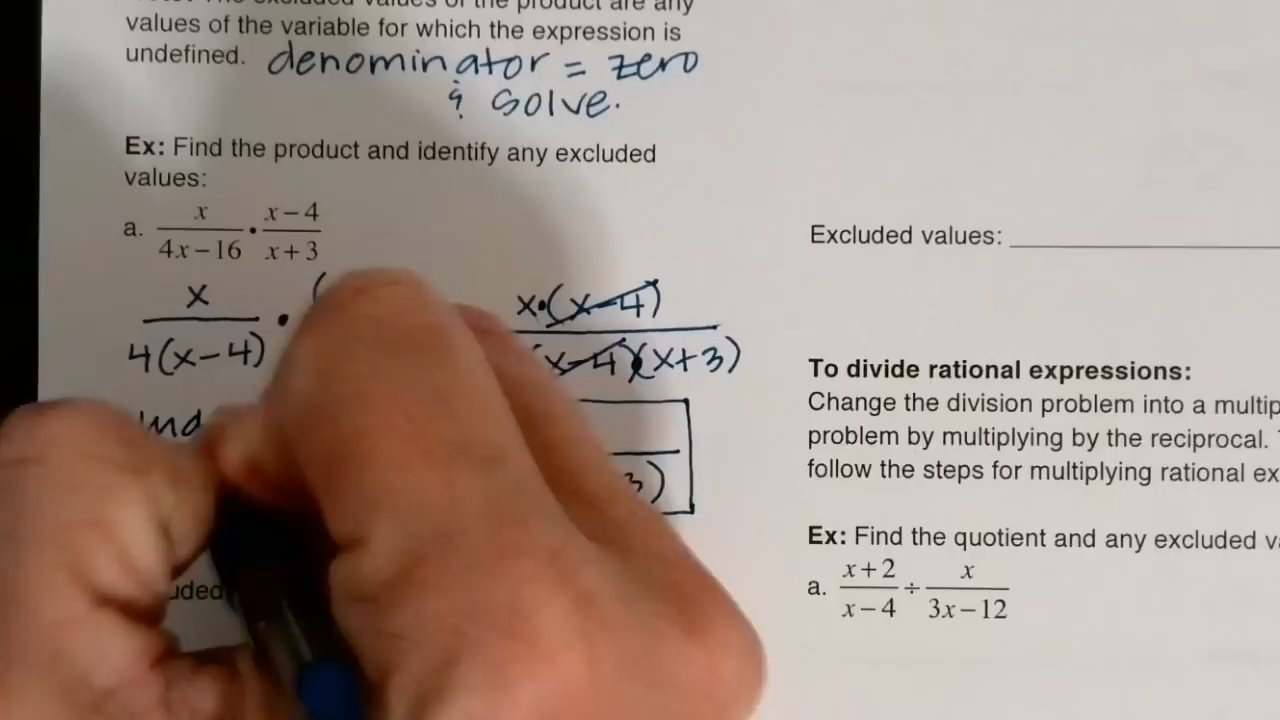 values of the variable for which the expression is
undefined. denominator = zero
& solve.
Ex: Find the product and identify any excluded
values:
a. x/(4x-16) • (x-4)/(x+3)
x/(4(x-4)) • (
x•(x-4)
(x-4)(x+3)
3)
Excluded values:
To divide rational expressions:
Change the division problem into a
problem by multiplying by the reciprocal.
follow the steps for multiplying rational
Ex: Find the quotient and any excluded
a. (x+2)/(x-4) ÷ x/(3x-12)